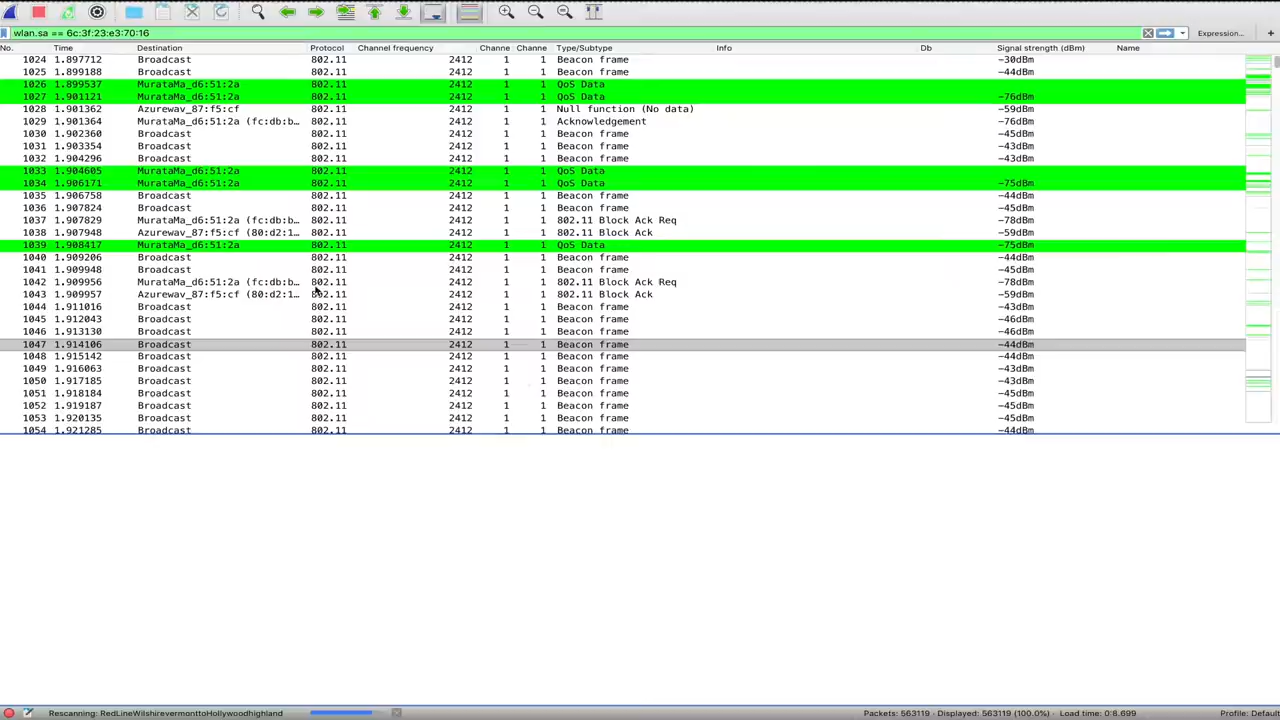 wlan.sa == 6c:3f:23:e3:70:16 Expression... +
No. Time Destination Protocol Channel frequency Channe Channe Type/Subtype Info Db Signal strength (dBm) Name
1024 1.897712 Broadcast 802.11 2412 1 1 Beacon frame -30dBm
1025 1.899188 Broadcast 802.11 2412 1 1 Beacon frame -44dBm
1026 1.899537 MurataMa_d6:51:2a 802.11 2412 1 1 QoS Data
1027 1.901121 MurataMa_d6:51:2a 802.11 2412 1 1 QoS Data -76dBm
1028 1.901362 Azurewav_87:f5:cf 802.11 2412 1 1 Null function (No data) -59dBm
1029 1.901364 MurataMa_d6:51:2a (fc:db:b… 802.11 2412 1 1 Acknowledgement -76dBm
1030 1.902360 Broadcast 802.11 2412 1 1 Beacon frame -45dBm
1031 1.903354 Broadcast 802.11 2412 1 1 Beacon frame -43dBm
1032 1.904296 Broadcast 802.11 2412 1 1 Beacon frame -43dBm
1033 1.904605 MurataMa_d6:51:2a 802.11 2412 1 1 QoS Data
1034 1.906171 MurataMa_d6:51:2a 802.11 2412 1 1 QoS Data -75dBm
1035 1.906758 Broadcast 802.11 2412 1 1 Beacon frame -44dBm
1036 1.907824 Broadcast 802.11 2412 1 1 Beacon frame -45dBm
1037 1.907829 MurataMa_d6:51:2a (fc:db:b… 802.11 2412 1 1 802.11 Block Ack Req -78dBm
1038 1.907948 Azurewav_87:f5:cf (80:d2:1… 802.11 2412 1 1 802.11 Block Ack -59dBm
1039 1.908417 MurataMa_d6:51:2a 802.11 2412 1 1 QoS Data -75dBm
1040 1.909206 Broadcast 802.11 2412 1 1 Beacon frame -44dBm
1041 1.909948 Broadcast 802.11 2412 1 1 Beacon frame -45dBm
1042 1.909956 MurataMa_d6:51:2a (fc:db:b… 802.11 2412 1 1 802.11 Block Ack Req -78dBm
1043 1.909957 Azurewav_87:f5:cf (80:d2:1… 802.11 2412 1 1 802.11 Block Ack -59dBm
1044 1.911016 Broadcast 802.11 2412 1 1 Beacon frame -43dBm
1045 1.912043 Broadcast 802.11 2412 1 1 Beacon frame -46dBm
1046 1.913130 Broadcast 802.11 2412 1 1 Beacon frame -46dBm
1047 1.914106 Broadcast 802.11 2412 1 1 Beacon frame -44dBm
1048 1.915142 Broadcast 802.11 2412 1 1 Beacon frame -44dBm
1049 1.916063 Broadcast 802.11 2412 1 1 Beacon frame -43dBm
1050 1.917185 Broadcast 802.11 2412 1 1 Beacon frame -43dBm
1051 1.918184 Broadcast 802.11 2412 1 1 Beacon frame -45dBm
1052 1.919187 Broadcast 802.11 2412 1 1 Beacon frame -45dBm
1053 1.920135 Broadcast 802.11 2412 1 1 Beacon frame -45dBm
1054 1.921285 Broadcast 802.11 2412 1 1 Beacon frame -44dBm
Rescanning: RedLineWilshirevermonttoHollywoodhighland Packets: 563119 · Displayed: 563119 (100.0%) · Load time: 0:8.699 Profile: Default